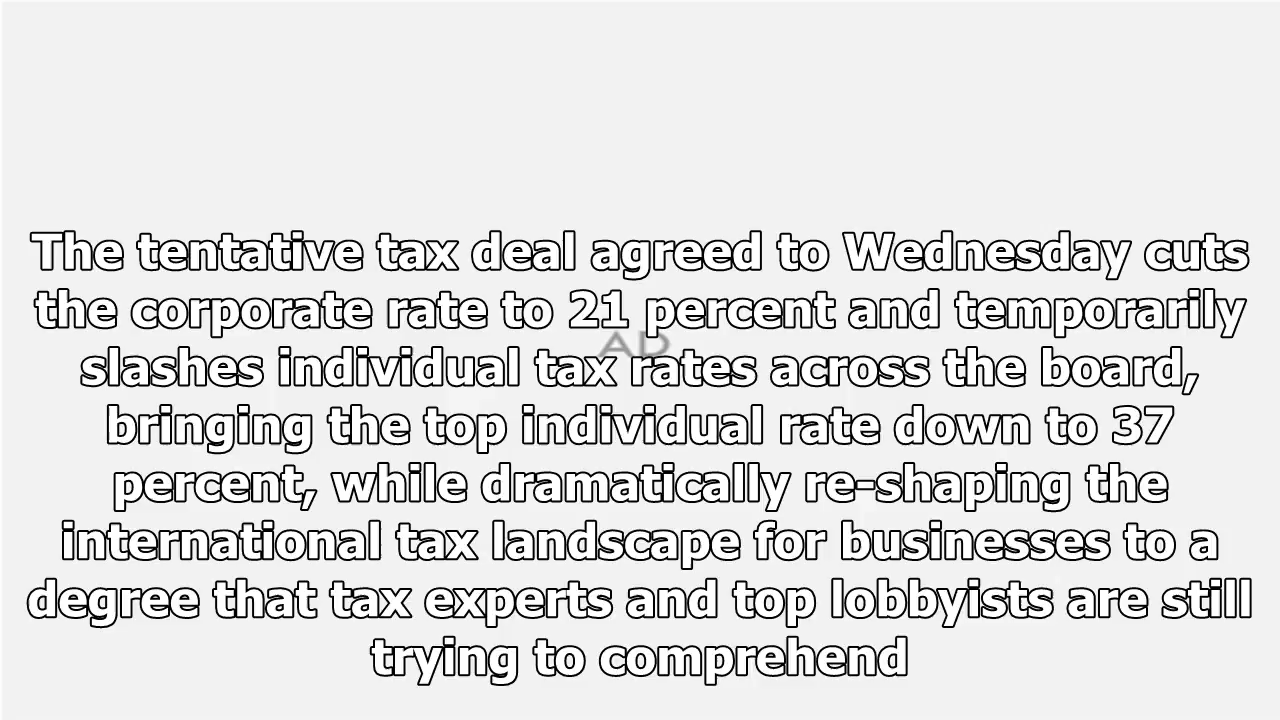 The tentative tax deal agreed to Wednesday cuts
the corporate rate to 21 percent and temporarily
AD
slashes individual tax rates across the board,
bringing the top individual rate down to 37
percent, while dramatically re-shaping the
international tax landscape for businesses to a
degree that tax experts and top lobbyists are still
trying to comprehend